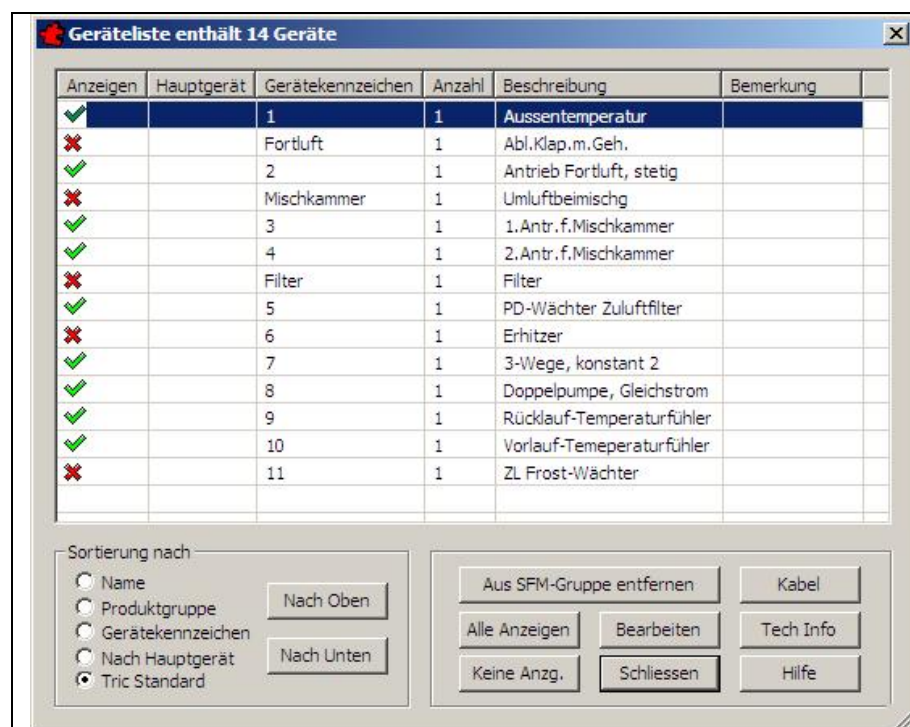 Geräteliste enthält 14 Geräte
Anzeigen Hauptgerät Gerätekennzeichen Anzahl Beschreibung Bemerkung
1 1 Aussentemperatur
Fortluft 1 Abl.Klap.m.Geh.
2 1 Antrieb Fortluft, stetig
Mischkammer 1 Umluftbeimischg
3 1 1.Antr.f.Mischkammer
4 1 2.Antr.f.Mischkammer
Filter 1 Filter
5 1 PD-Wächter Zuluftfilter
6 1 Erhitzer
7 1 3-Wege, konstant 2
8 1 Doppelpumpe, Gleichstrom
9 1 Rücklauf-Temperaturfühler
10 1 Vorlauf-Temeperaturfühler
11 1 ZL Frost-Wächter
Sortierung nach
Name
Produktgruppe
Gerätekennzeichen
Nach Hauptgerät
Tric Standard
Nach Oben
Nach Unten
Aus SFM-Gruppe entfernen Kabel
Alle Anzeigen Bearbeiten Tech Info
Keine Anzg. Schliessen Hilfe